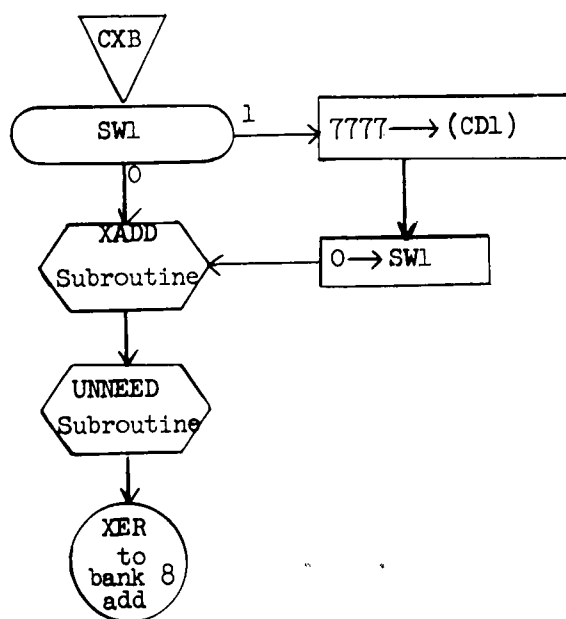 CXB
SW1
1
7777→(CD1)
0
XADD
Subroutine
0→SW1
UNNEED
Subroutine
XER
to
bank 8
add